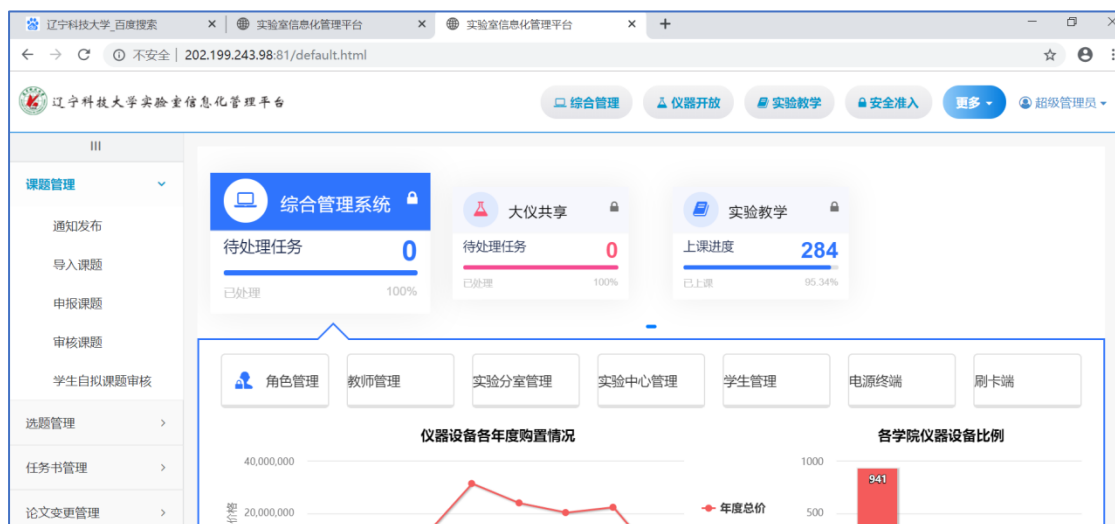 辽宁科技大学_百度搜索 实验室信息化管理平台 实验室信息化管理平台
不安全 202.199.243.98:81/default.html
辽宁科技大学实验室信息化管理平台 综合管理 仪器开放 实验教学 安全准入 更多 超级管理员
课题管理
通知发布
导入课题
申报课题
审核课题
学生自拟课题审核
选题管理
任务书管理
论文变更管理
综合管理系统
待处理任务 0
已处理 100%
大仪共享
待处理任务 0
已处理 100%
实验教学
上课进度 284
已上课 95.34%
角色管理 教师管理 实验分室管理 实验中心管理 学生管理 电源终端 刷卡端
仪器设备各年度购置情况
40,000,000
20,000,000
价格
年度总价
各学院仪器设备比例
1000
941
500